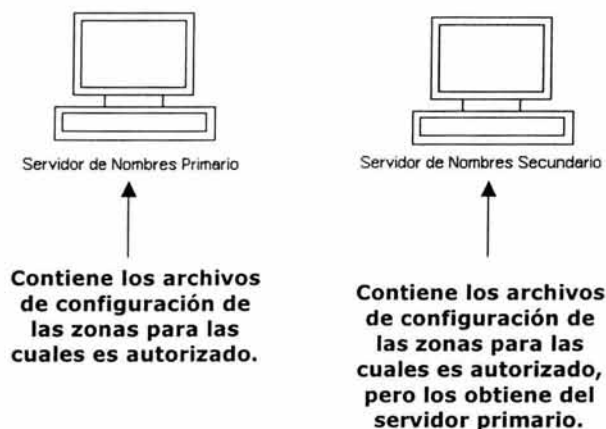 Servidor de Nombres Primario
Contiene los archivos
de configuración de
las zonas para las
cuales es autorizado.
Servidor de Nombres Secundario
Contiene los archivos
de configuración de
las zonas para las
cuales es autorizado,
pero los obtiene del
servidor primario.